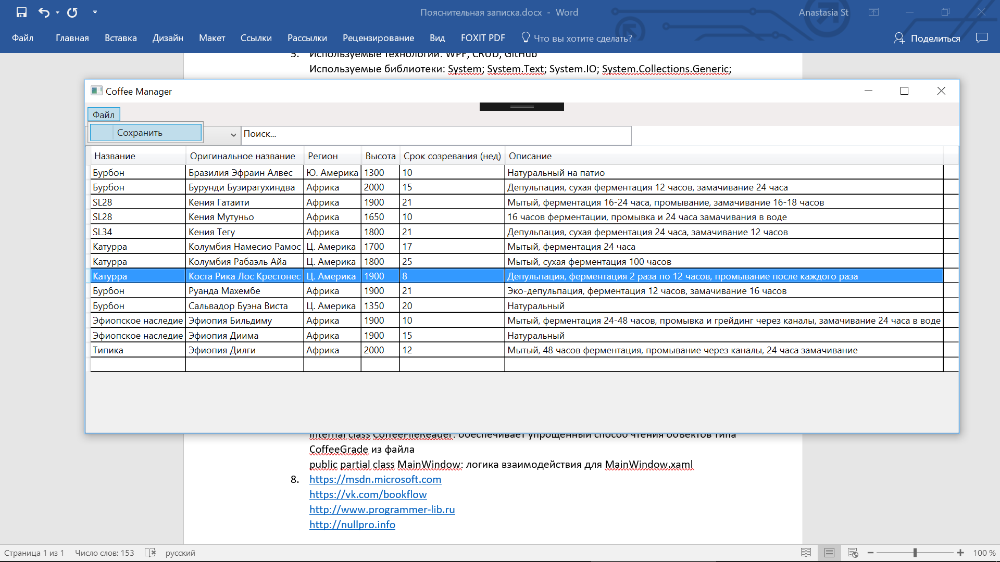 Пояснительная записка.docx - Word
Anastasia St
Файл Главная Вставка Дизайн Макет Ссылки Рассылки Рецензирование Вид FOXIT PDF Что вы хотите сделать? Поделиться
5. Используемые технологии: WPF, CRUD, GitHub
Используемые библиотеки: System; System.Text; System.IO; System.Collections.Generic;
Coffee Manager
Файл
Сохранить
Поиск...
Название Оригинальное название Регион Высота Срок созревания (нед) Описание
Бурбон Бразилия Эфраин Алвес Ю. Америка 1300 10 Натуральный на патио
Бурбон Бурунди Бузирагухиндва Африка 2000 15 Депульпация, сухая ферментация 12 часов, замачивание 24 часа
SL28 Кения Гатаити Африка 1900 21 Мытый, ферментация 16-24 часа, промывание, замачивание 16-18 часов
SL28 Кения Мутуньо Африка 1650 10 16 часов ферментации, промывка и 24 часа замачивания в воде
SL34 Кения Тегу Африка 1800 21 Депульпация, сухая ферментация 24 часа, замачивание 12 часов
Катурра Колумбия Намесио Рамос Ц. Америка 1700 17 Мытый, ферментация 24 часа
Катурра Колумбия Рабаэль Айа Ц. Америка 1800 25 Мытый, сухая ферментация 100 часов
Катурра Коста Рика Лос Крестонес Ц. Америка 1900 8 Депульпация, ферментация 2 раза по 12 часов, промывание после каждого раза
Бурбон Руанда Махембе Африка 1900 21 Эко-депульпация, ферментация 12 часов, замачивание 16 часов
Бурбон Сальвадор Буэна Виста Ц. Америка 1350 20 Натуральный
Эфиопское наследие Эфиопия Бильдиму Африка 1900 10 Мытый, ферментация 24-48 часов, промывка и грейдинг через каналы, замачивание 24 часа в воде
Эфиопское наследие Эфиопия Диима Африка 1900 15 Натуральный
Типика Эфиопия Дилги Африка 2000 12 Мытый, 48 часов ферментация, промывание через каналы, 24 часа замачивание
internal class CoffeeFileReader: обеспечивает упрощенный способ чтения объектов типа
CoffeeGrade из файла
public partial class MainWindow: логика взаимодействия для MainWindow.xaml
8. https://msdn.microsoft.com
https://vk.com/bookflow
http://www.programmer-lib.ru
http://nullpro.info
Страница 1 из 1 Число слов: 153 русский 100 %